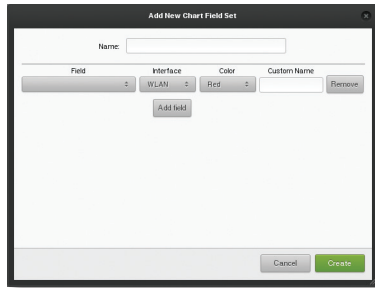 Add New Chart Field Set
Name:
Field Interface Color Custom Name
WLAN Red Remove
Add field
Cancel Create